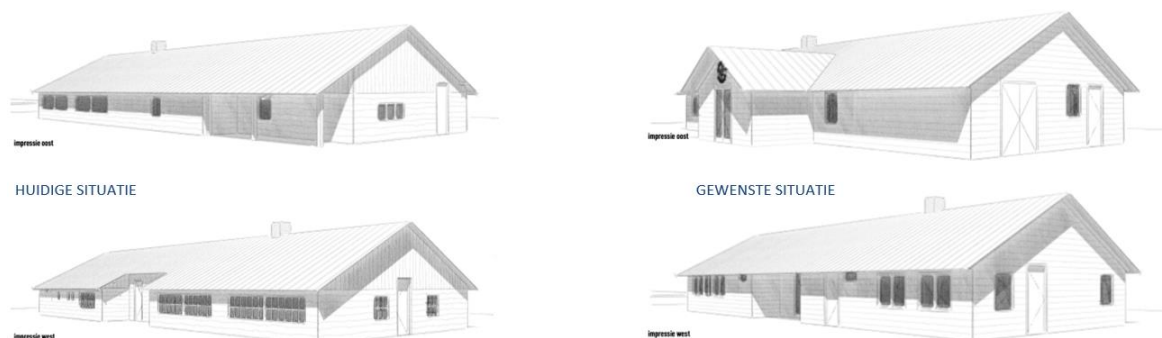 impressie oost
impressie oost
HUIDIGE SITUATIE
GEWENSTE SITUATIE
impressie west
impressie west